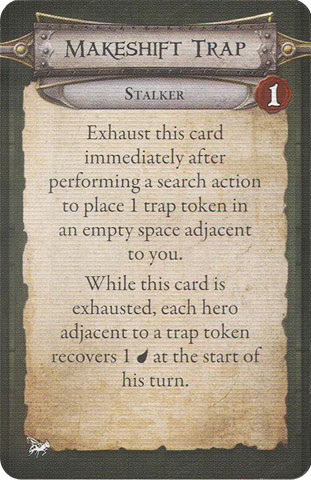 Makeshift Trap
Stalker
1
Exhaust this card
immediately after
performing a search action
to place 1 trap token in
an empty space adjacent
to you.
While this card is
exhausted, each hero
adjacent to a trap token
recovers 1 at the start of
his turn.